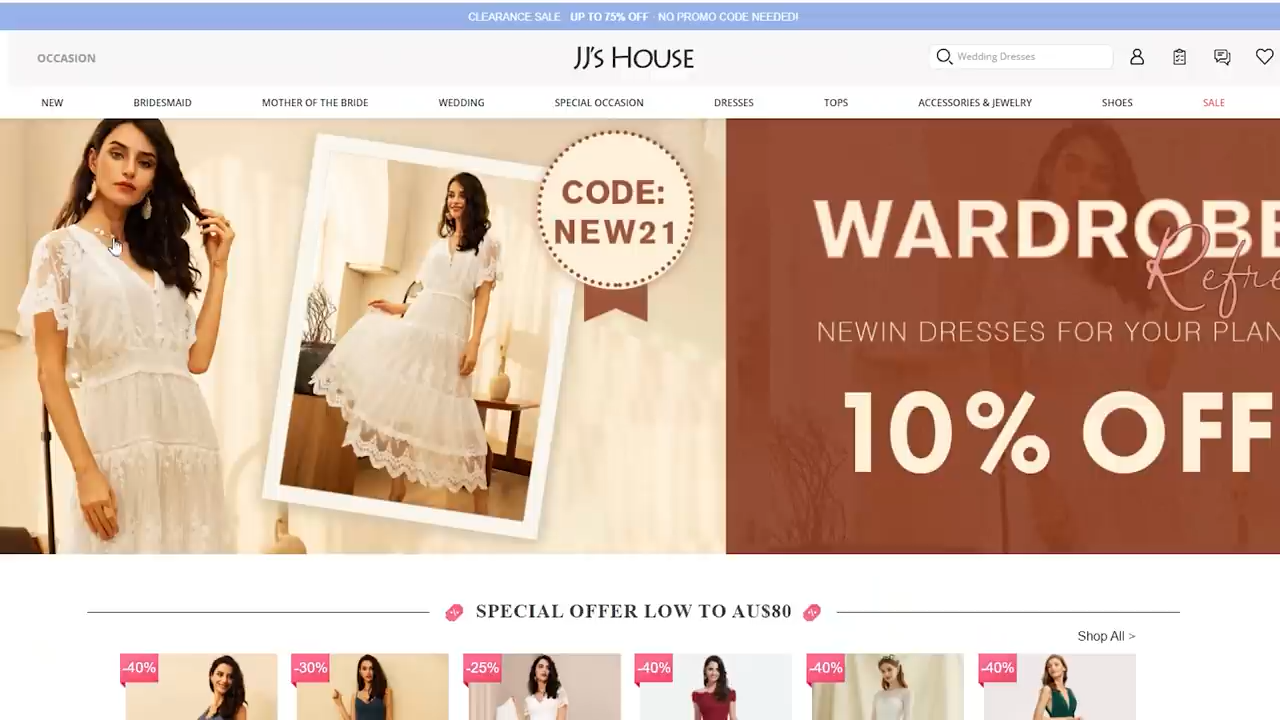 CLEARANCE SALE UP TO 75% OFF · NO PROMO CODE NEEDED!
OCCASION
JJ's House
Wedding Dresses
NEW BRIDESMAID MOTHER OF THE BRIDE WEDDING SPECIAL OCCASION DRESSES TOPS ACCESSORIES & JEWELRY SHOES SALE
CODE:
NEW21
WARDROBE
Refre
NEWIN DRESSES FOR YOUR PLAN
10% OFF
SPECIAL OFFER LOW TO AU$80
Shop All >
-40% -30% -25% -40% -40% -40%